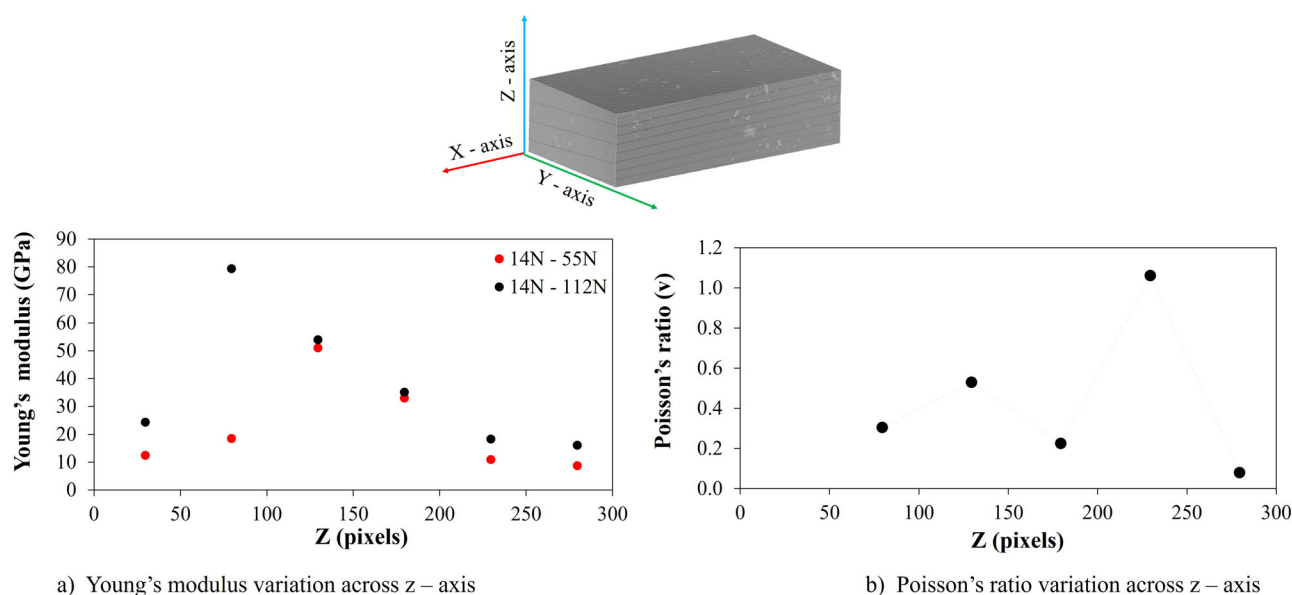 Z - axis
X - axis
Y - axis
Young's modulus (GPa)
90
80
70
60
50
40
30
20
10
0
14N - 55N
14N - 112N
0 50 100 150 200 250 300
Z (pixels)
a) Young's modulus variation across z – axis
Poisson's ratio (v)
1.2
1.0
0.8
0.6
0.4
0.2
0.0
0 50 100 150 200 250 300
Z (pixels)
b) Poisson's ratio variation across z – axis